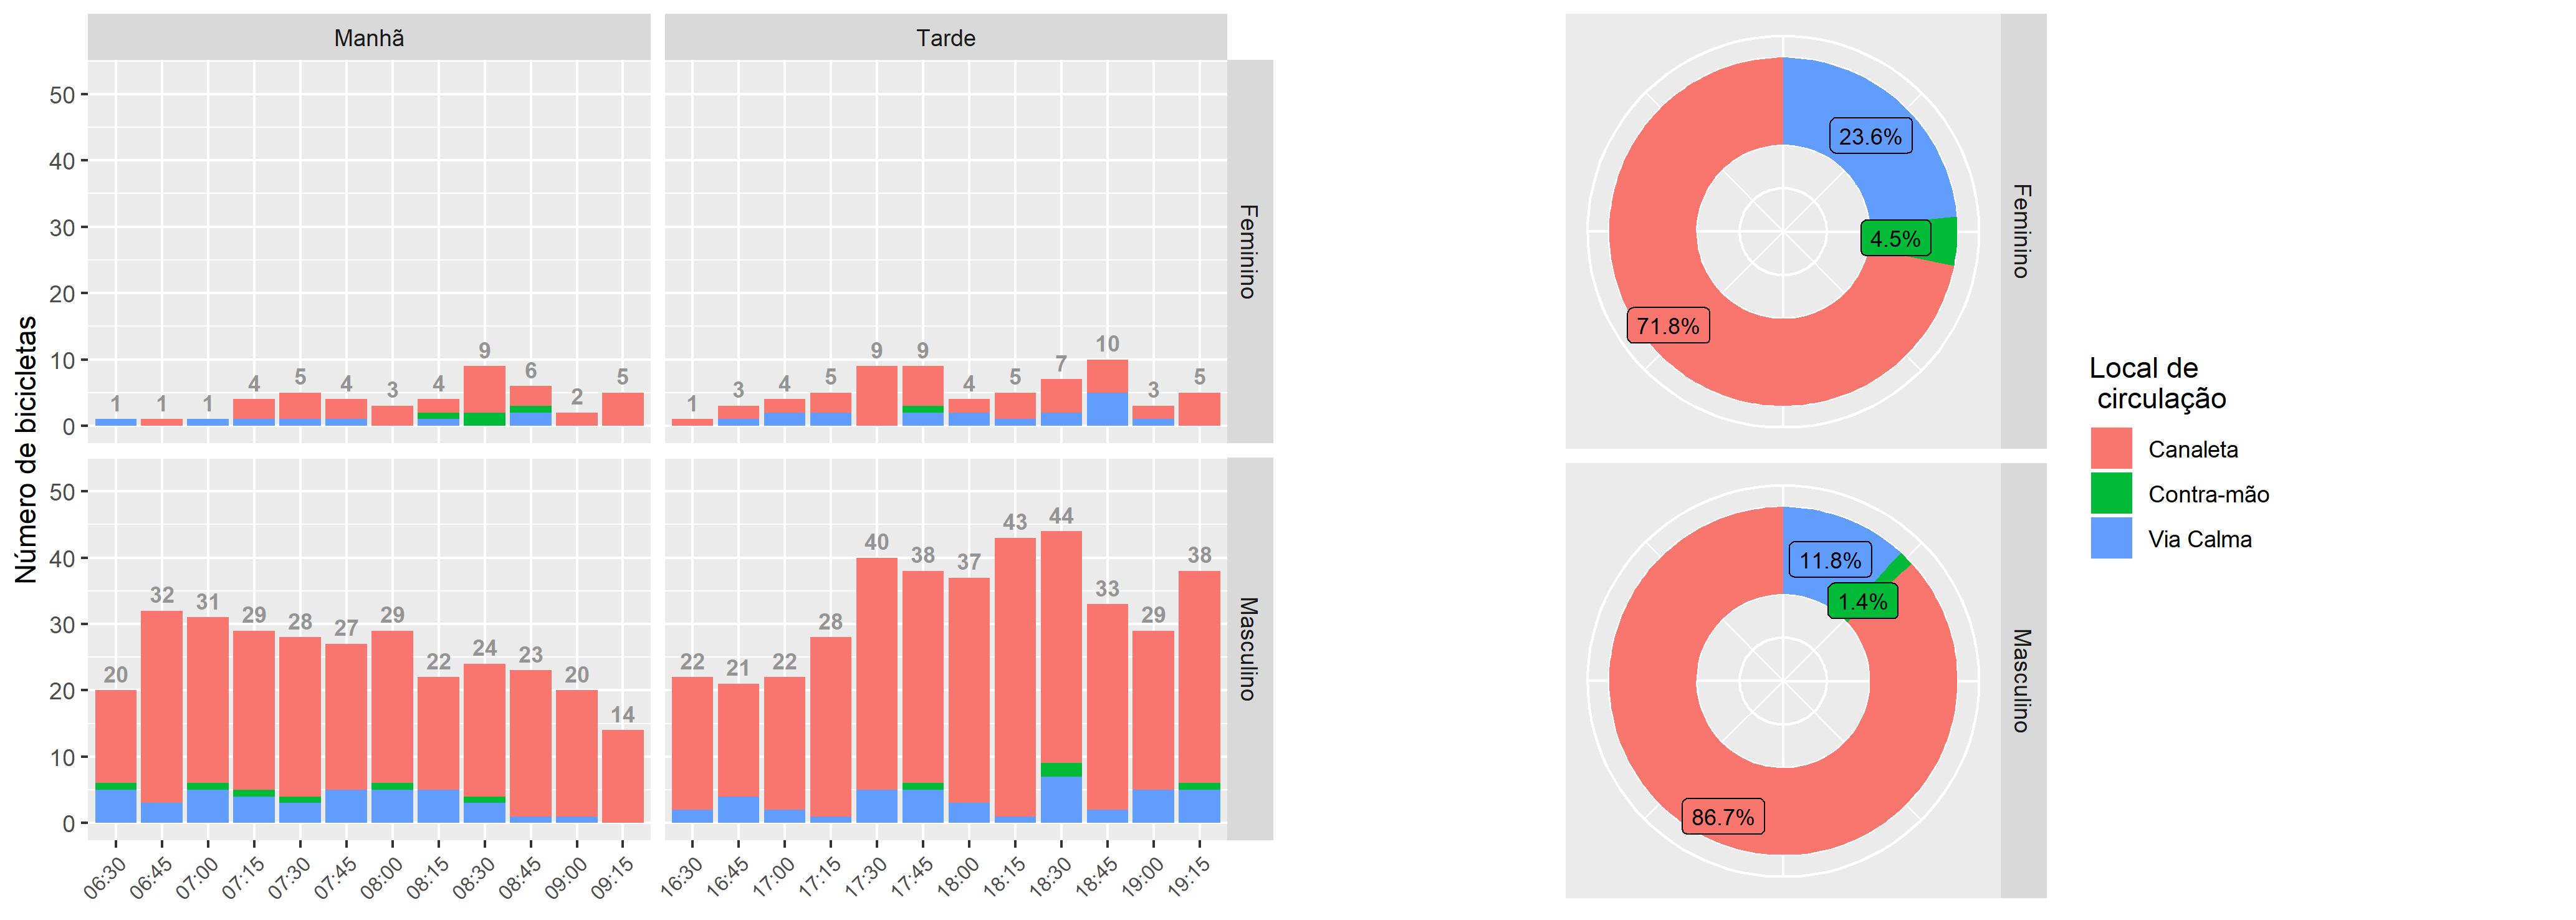 Manhã
Tarde
Número de bicicletas
50
40
30
20
10
0
1 1 1 4 5 4 3 4 9 6 2 5
1 3 4 5 9 9 4 5 7 10 3 5
Feminino
50
40
30
20
10
0
20 32 31 29 28 27 29 22 24 23 20 14
22 21 22 28 40 38 37 43 44 33 29 38
Masculino
06:30 06:45 07:00 07:15 07:30 07:45 08:00 08:15 08:30 08:45 09:00 09:15
16:30 16:45 17:00 17:15 17:30 17:45 18:00 18:15 18:30 18:45 19:00 19:15
23.6%
4.5%
71.8%
Feminino
11.8%
1.4%
86.7%
Masculino
Local de
circulação
Canaleta
Contra-mão
Via Calma